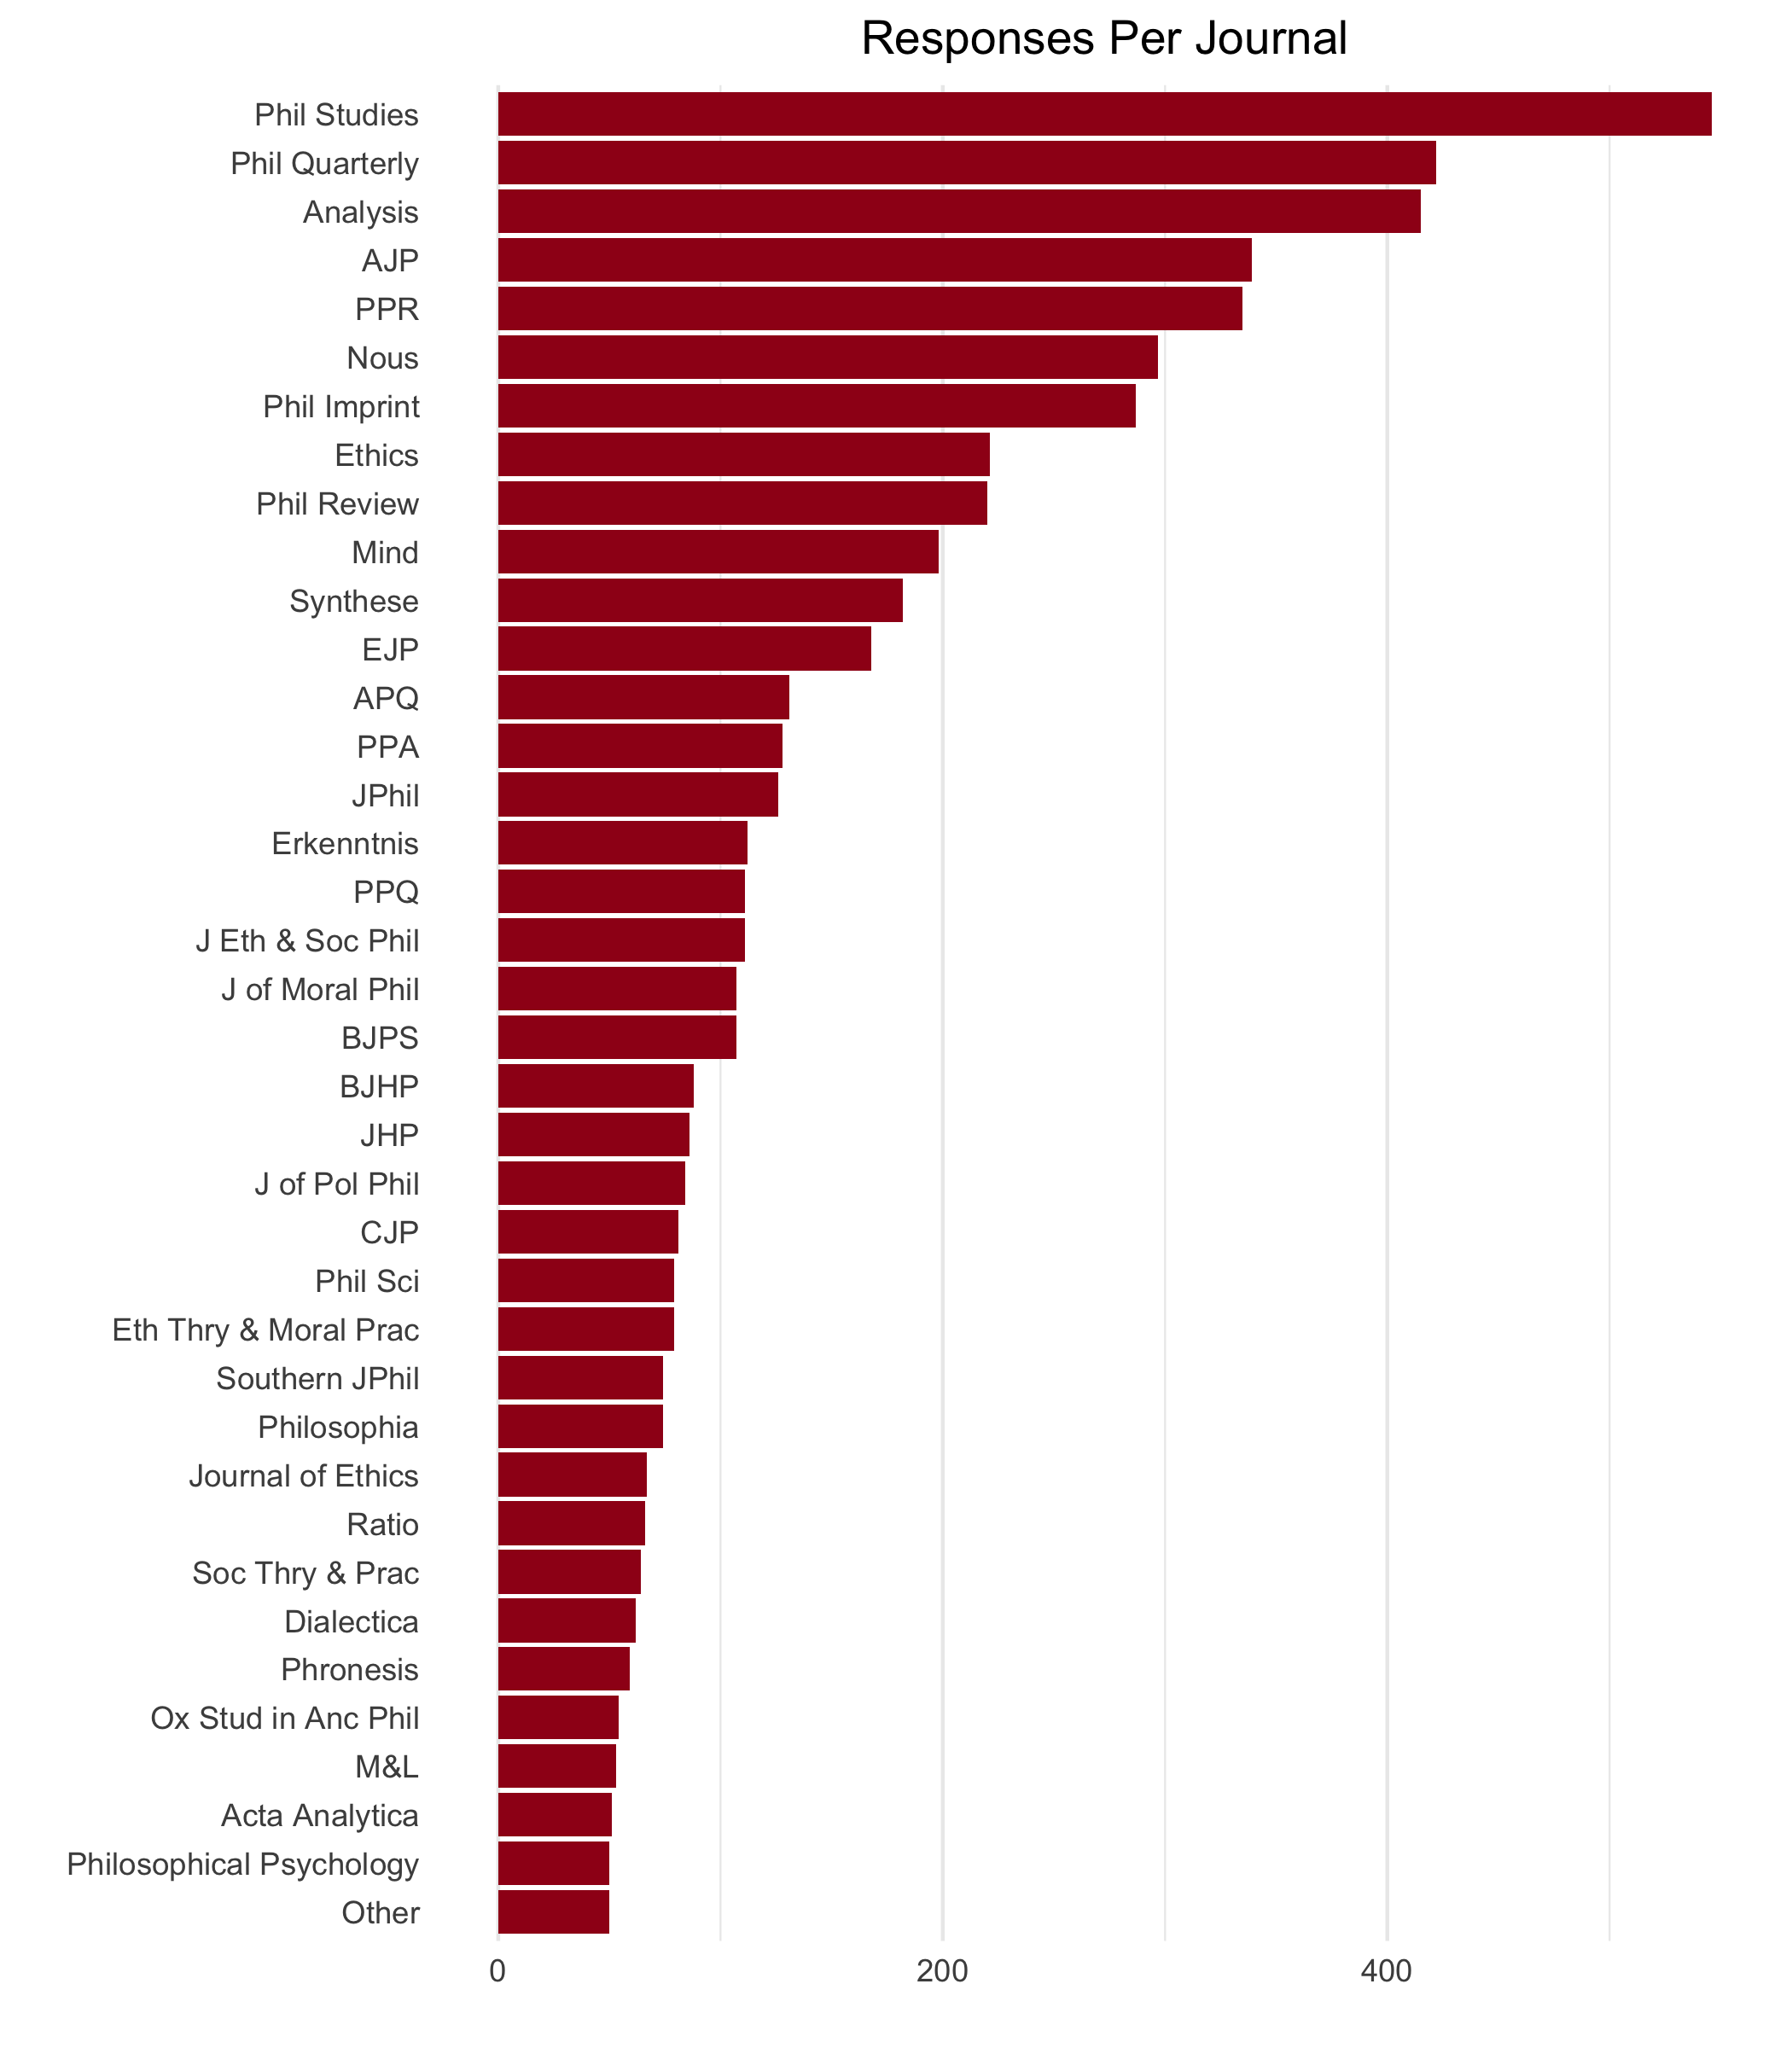 Responses Per Journal
Phil Studies
Phil Quarterly
Analysis
AJP
PPR
Nous
Phil Imprint
Ethics
Phil Review
Mind
Synthese
EJP
APQ
PPA
JPhil
Erkenntnis
PPQ
J Eth & Soc Phil
J of Moral Phil
BJPS
BJHP
JHP
J of Pol Phil
CJP
Phil Sci
Eth Thry & Moral Prac
Southern JPhil
Philosophia
Journal of Ethics
Ratio
Soc Thry & Prac
Dialectica
Phronesis
Ox Stud in Anc Phil
M&L
Acta Analytica
Philosophical Psychology
Other
0 200 400